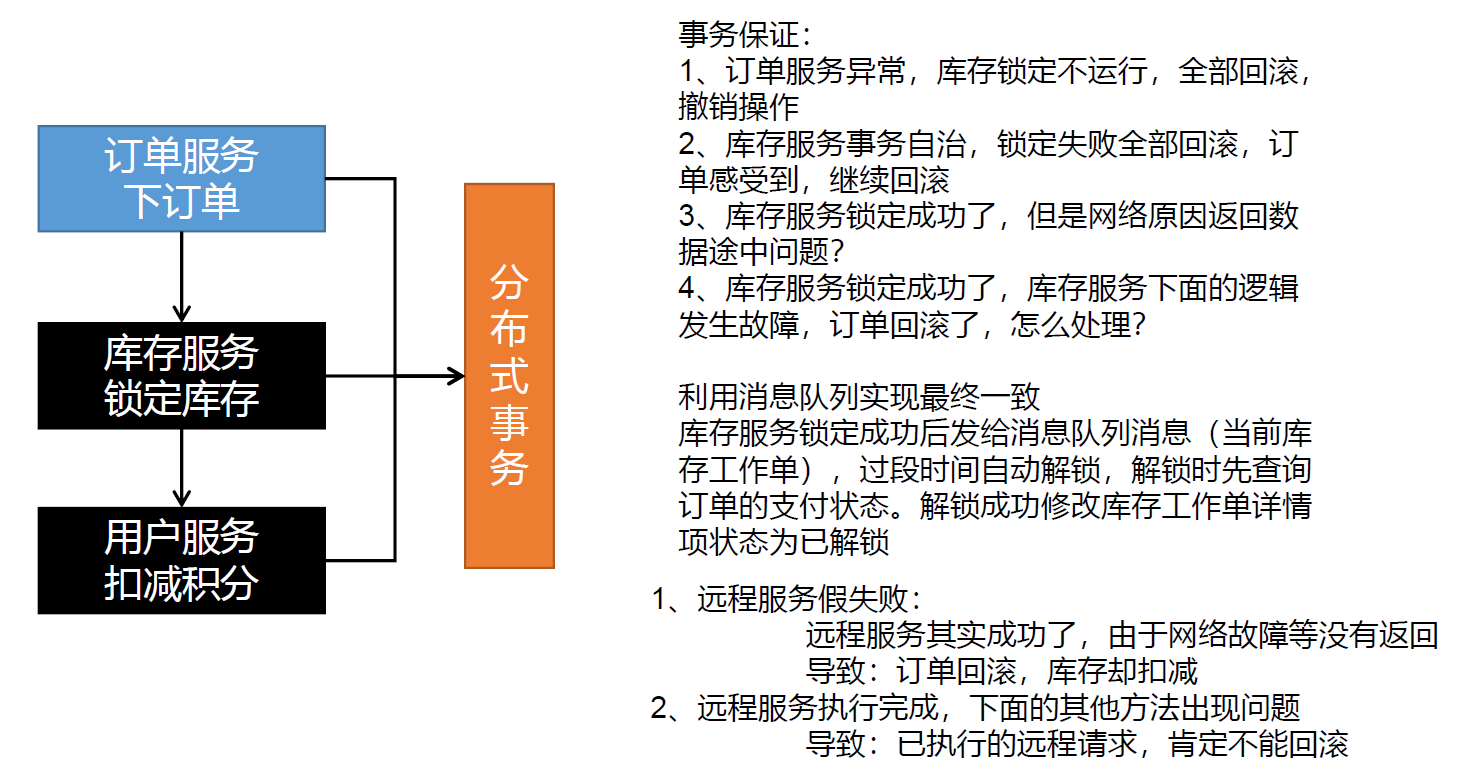 订单服务
下订单
库存服务
锁定库存
用户服务
扣减积分
分
布
式
事
务
事务保证：
1、订单服务异常，库存锁定不运行，全部回滚，
撤销操作
2、库存服务事务自治，锁定失败全部回滚，订
单感受到，继续回滚
3、库存服务锁定成功了，但是网络原因返回数
据途中问题？
4、库存服务锁定成功了，库存服务下面的逻辑
发生故障，订单回滚了，怎么处理？
利用消息队列实现最终一致
库存服务锁定成功后发给消息队列消息（当前库
存工作单），过段时间自动解锁，解锁时先查询
订单的支付状态。解锁成功修改库存工作单详情
项状态为已解锁
1、远程服务假失败：
远程服务其实成功了，由于网络故障等没有返回
导致：订单回滚，库存却扣减
2、远程服务执行完成，下面的其他方法出现问题
导致：已执行的远程请求，肯定不能回滚